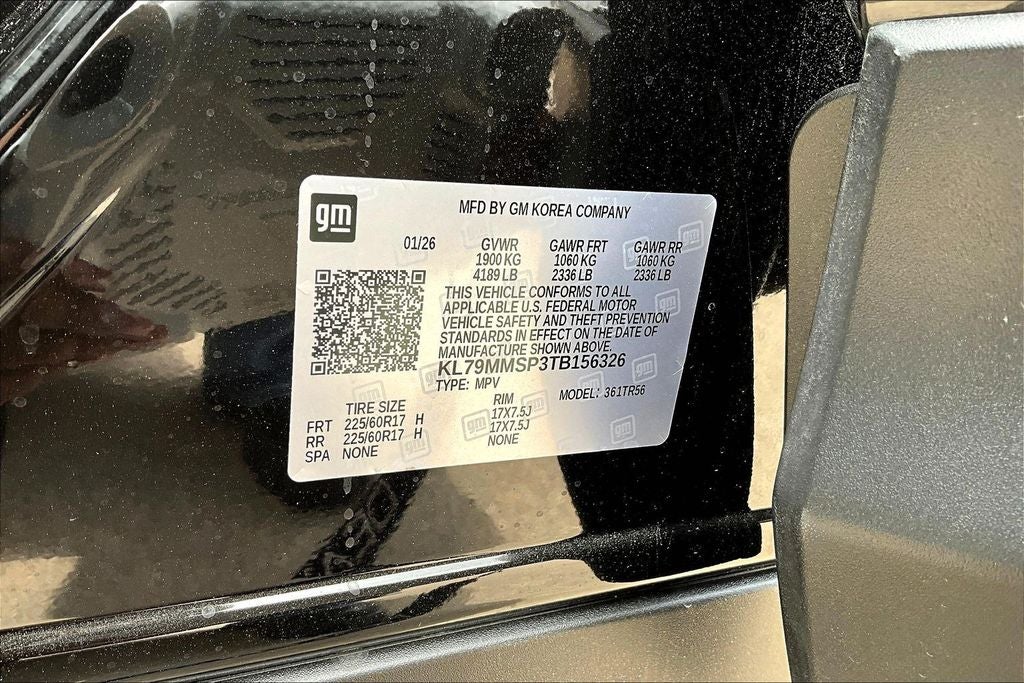 gm
MFD BY GM KOREA COMPANY
01/26 GVWR GAWR FRT GAWR RR
1900 KG 1060 KG 1060 KG
4189 LB 2336 LB 2336 LB
THIS VEHICLE CONFORMS TO ALL
APPLICABLE U.S. FEDERAL MOTOR
VEHICLE SAFETY AND THEFT PREVENTION
STANDARDS IN EFFECT ON THE DATE OF
MANUFACTURE SHOWN ABOVE.
KL79MMSP3TB156326
TYPE: MPV MODEL: 361TR56
TIRE SIZE RIM
FRT 225/60R17 H 17X7.5J
RR 225/60R17 H 17X7.5J
SPA NONE NONE